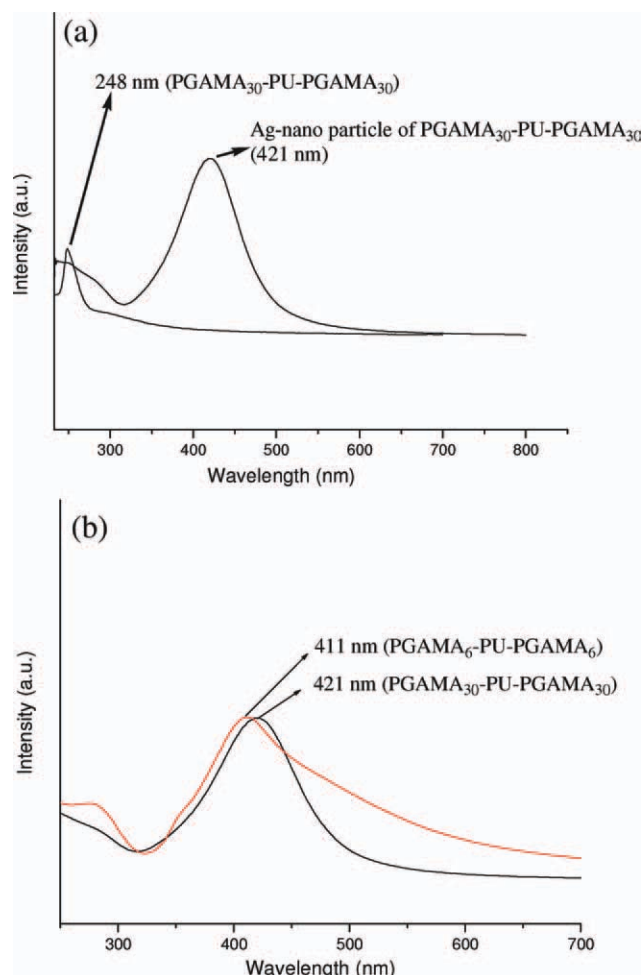 (a)
248 nm (PGAMA₃₀-PU-PGAMA₃₀)
Ag-nano particle of PGAMA₃₀-PU-PGAMA₃₀
(421 nm)
Intensity (a.u.)
300 400 500 600 700 800
Wavelength (nm)
(b)
411 nm (PGAMA₆-PU-PGAMA₆)
421 nm (PGAMA₃₀-PU-PGAMA₃₀)
Intensity (a.u.)
300 400 500 600 700
Wavelength (nm)